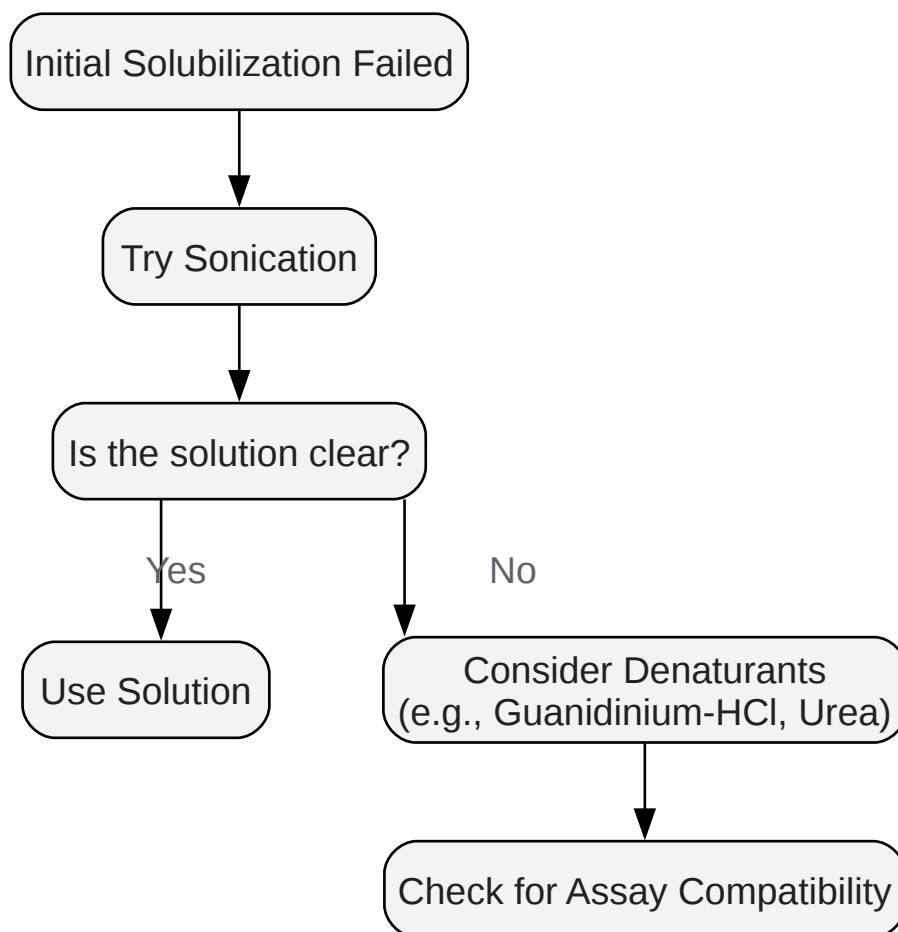 Initial Solubilization Failed
Try Sonication
Is the solution clear?
Yes
No
Use Solution
Consider Denaturants
(e.g., Guanidinium-HCl, Urea)
Check for Assay Compatibility